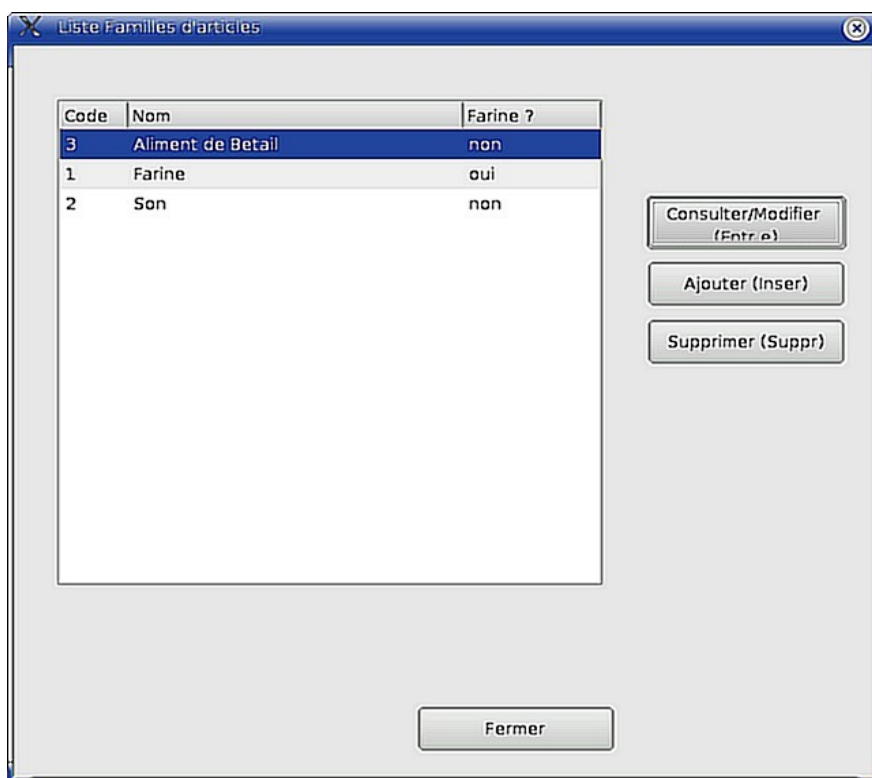 Liste Familles d'articles
Code Nom Farine ?
3 Aliment de Betail non
1 Farine oui
2 Son non
Consulter/Modifier
(Entr e)
Ajouter (Inser)
Supprimer (Suppr)
Fermer